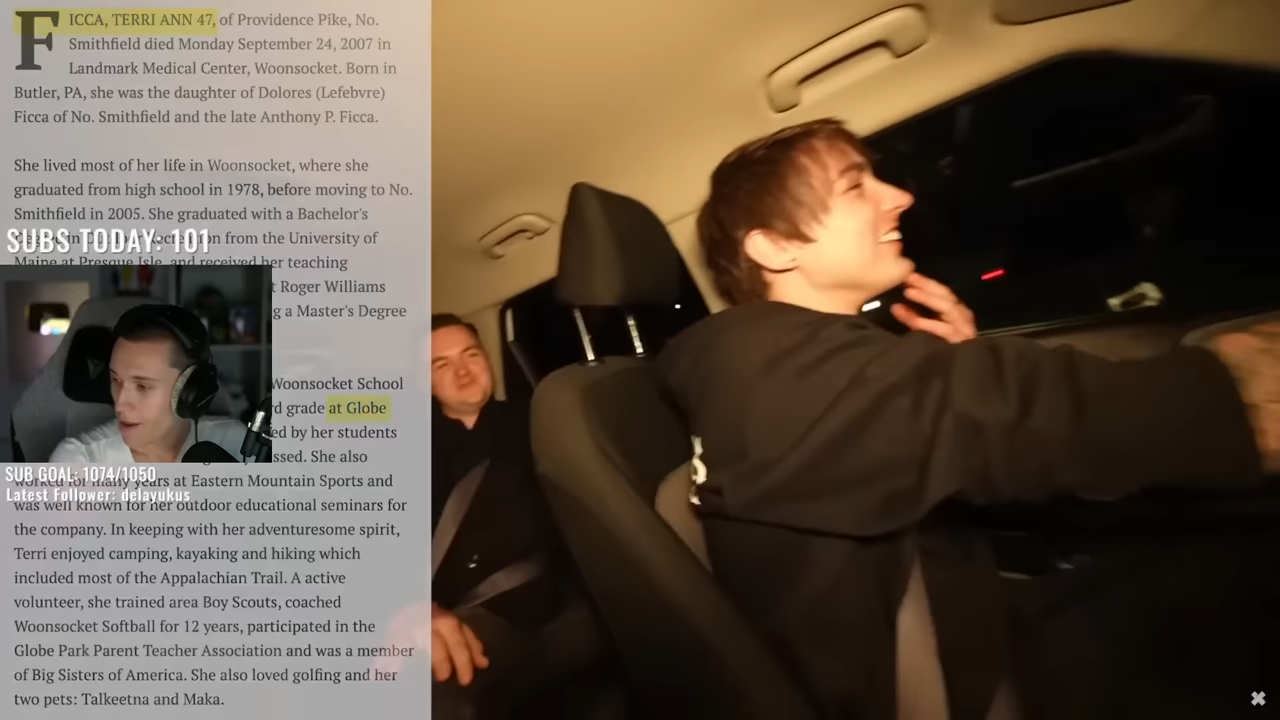 FICCA, TERRI ANN 47, of Providence Pike, No.
Smithfield died Monday September 24, 2007 in
Landmark Medical Center, Woonsocket. Born in
Butler, PA, she was the daughter of Dolores (Lefebvre)
Ficca of No. Smithfield and the late Anthony P. Ficca.
She lived most of her life in Woonsocket, where she
graduated from high school in 1978, before moving to No.
Smithfield in 2005. She graduated with a Bachelor's
from the University of
SUBS TODAY: 101
Maine at Presque Isle, and received her teaching
Roger Williams
a Master's Degree
Woonsocket School
grade at Globe
by her students
She also
SUB GOAL: 1074/1050
worked for many years at Eastern Mountain Sports and
Latest Follower: delayukus
was well known for her outdoor educational seminars for
the company. In keeping with her adventuresome spirit,
Terri enjoyed camping, kayaking and hiking which
included most of the Appalachian Trail. A active
volunteer, she trained area Boy Scouts, coached
Woonsocket Softball for 12 years, participated in the
Globe Park Parent Teacher Association and was a member
of Big Sisters of America. She also loved golfing and her
two pets: Talkeetna and Maka.